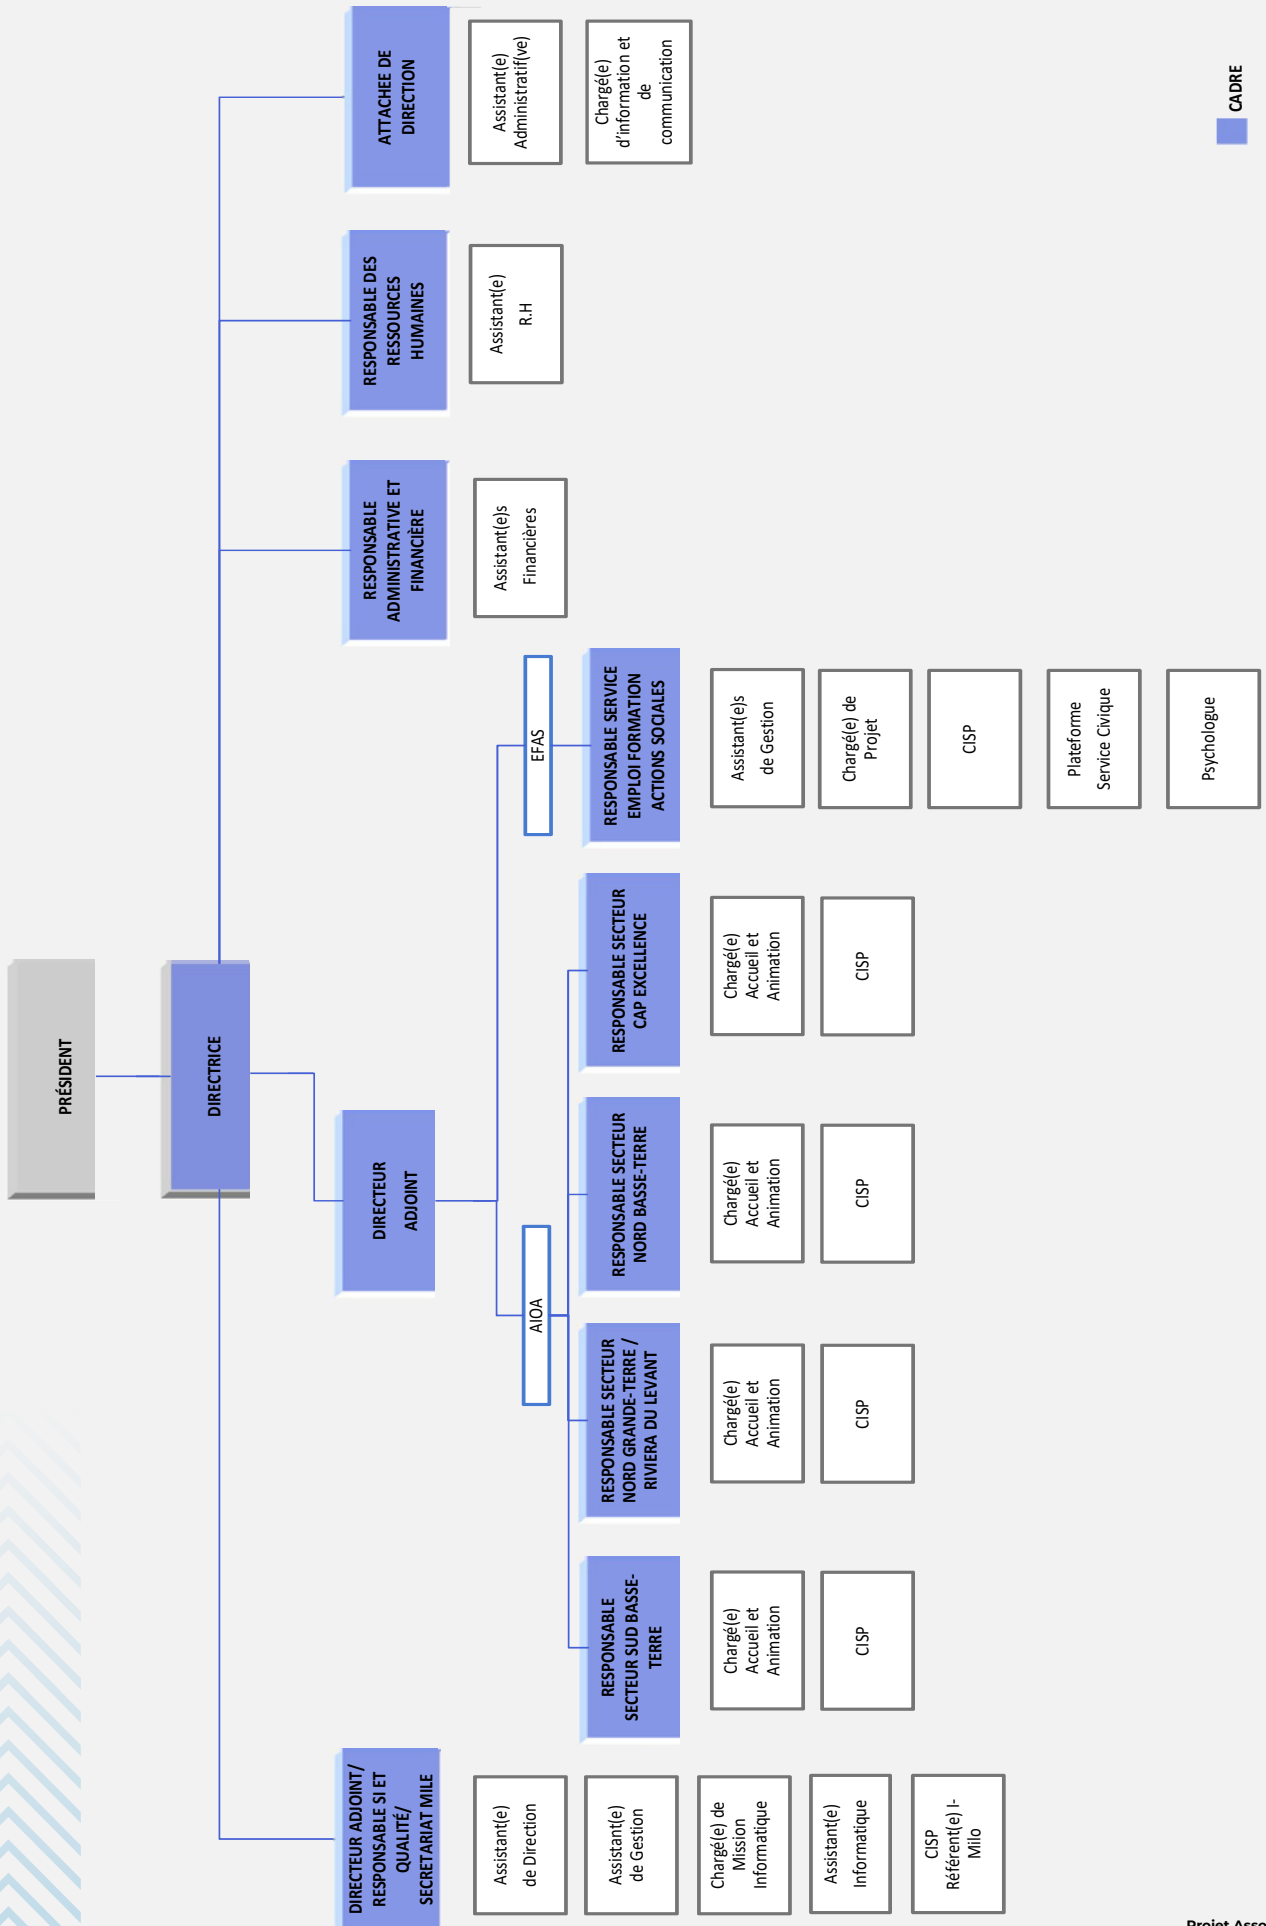 PRÉSIDENT
DIRECTRICE
DIRECTEUR ADJOINT/
RESPONSABLE SI ET
QUALITÉ/
SECRETARIAT MILE
Assistant(e)
de Direction
Assistant(e)
de Gestion
Chargé(e) de
Mission
Informatique
Assistant(e)
Informatique
CISP
Référent(e) I-
Milo
DIRECTEUR
ADJOINT
AIOA
RESPONSABLE
SECTEUR SUD BASSE-
TERRE
Chargé(e)
Accueil et
Animation
CISP
RESPONSABLE SECTEUR
NORD GRANDE-TERRE /
RIVIERA DU LEVANT
Chargé(e)
Accueil et
Animation
CISP
RESPONSABLE SECTEUR
NORD BASSE-TERRE
Chargé(e)
Accueil et
Animation
CISP
RESPONSABLE SECTEUR
CAP EXCELLENCE
Chargé(e)
Accueil et
Animation
CISP
EFAS
RESPONSABLE SERVICE
EMPLOI FORMATION
ACTIONS SOCIALES
Assistant(e)s
de Gestion
Chargé(e) de
Projet
CISP
Plateforme
Service Civique
Psychologue
RESPONSABLE
ADMINISTRATIVE ET
FINANCIÈRE
Assistant(e)s
Financières
RESPONSABLE DES
RESSOURCES
HUMAINES
Assistant(e)
R.H
ATTACHEE DE
DIRECTION
Assistant(e)
Administratif(ve)
Chargé(e)
d'information et
de
communication
CADRE
Projet Asso